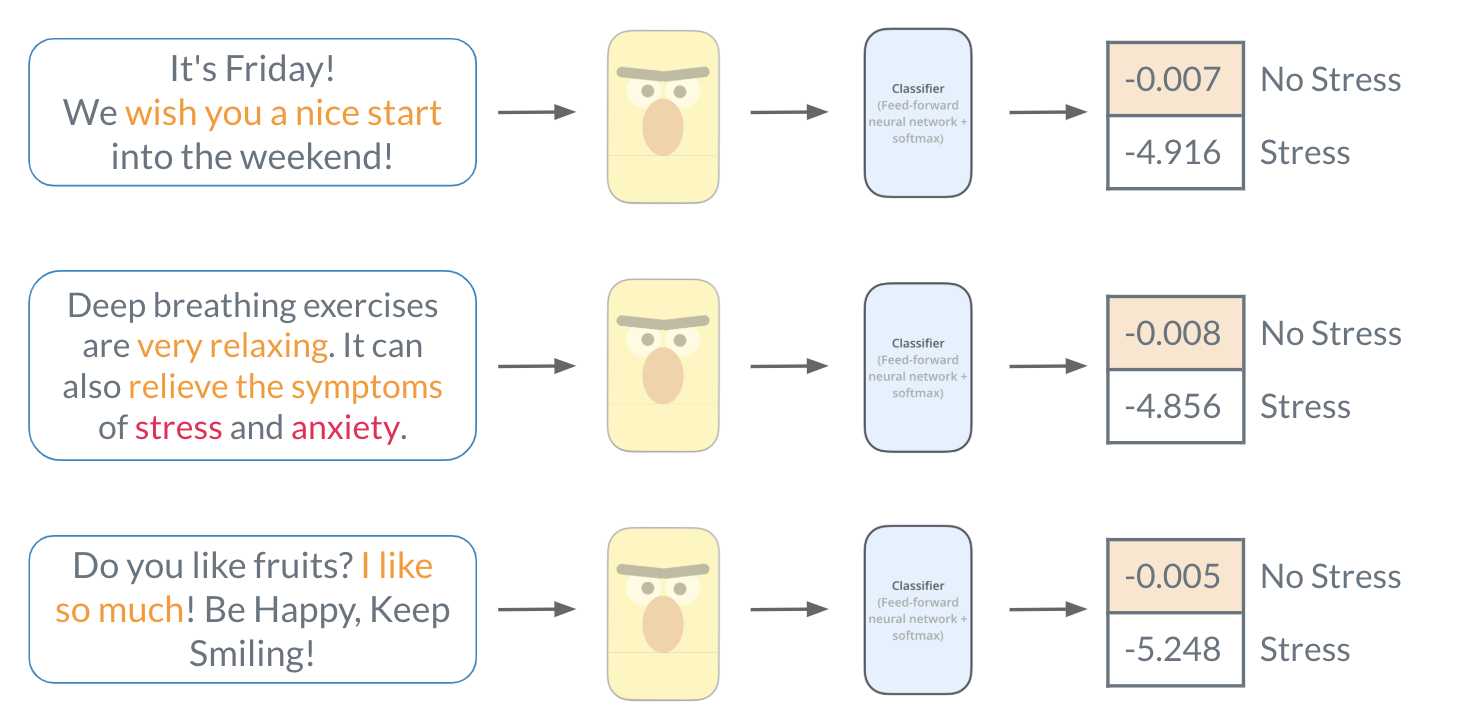 It's Friday!
We wish you a nice start
into the weekend!
Classifier
(Feed-forward
neural network +
softmax)
-0.007 No Stress
-4.916 Stress
Deep breathing exercises
are very relaxing. It can
also relieve the symptoms
of stress and anxiety.
Classifier
(Feed-forward
neural network +
softmax)
-0.008 No Stress
-4.856 Stress
Do you like fruits? I like
so much! Be Happy, Keep
Smiling!
Classifier
(Feed-forward
neural network +
softmax)
-0.005 No Stress
-5.248 Stress